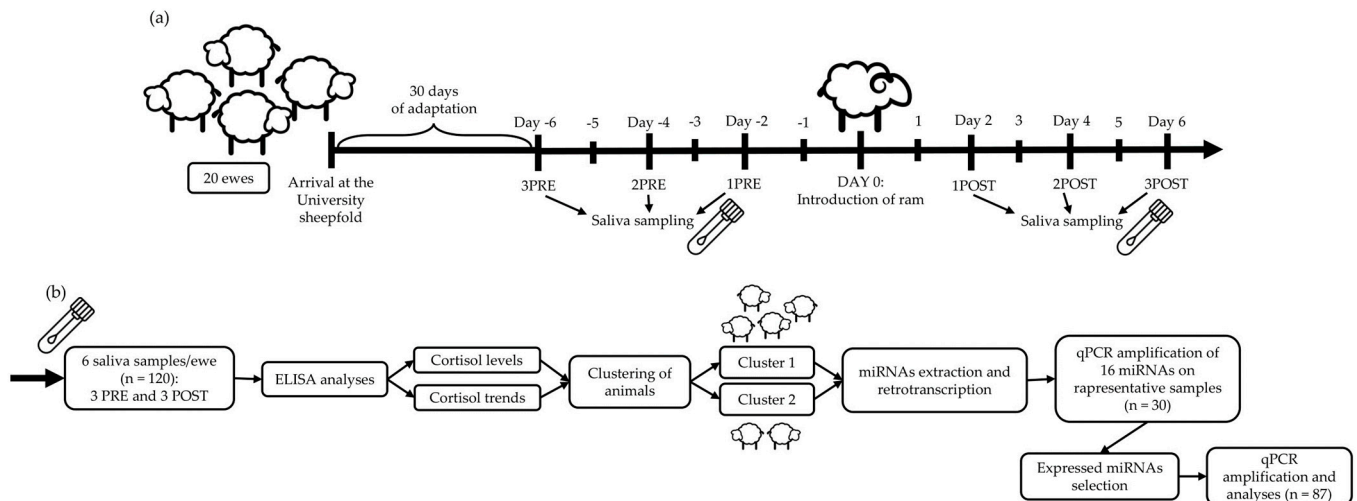 (a)
20 ewes
30 days
of adaptation
Arrival at the
University
sheepfold
Day -6
-5
Day -4
-3
Day -2
-1
1
Day 2
3
Day 4
5
Day 6
3PRE
2PRE
1PRE
DAY 0:
Introduction of ram
1POST
2POST
3POST
Saliva sampling
Saliva sampling
(b)
6 saliva samples/ewe
(n = 120):
3 PRE and 3 POST
ELISA analyses
Cortisol levels
Cortisol trends
Clustering of
animals
Cluster 1
Cluster 2
miRNAs extraction and
retrotranscription
qPCR amplification of
16 miRNAs on
rapresentative samples
(n = 30)
Expressed miRNAs
selection
qPCR
amplification and
analyses (n = 87)